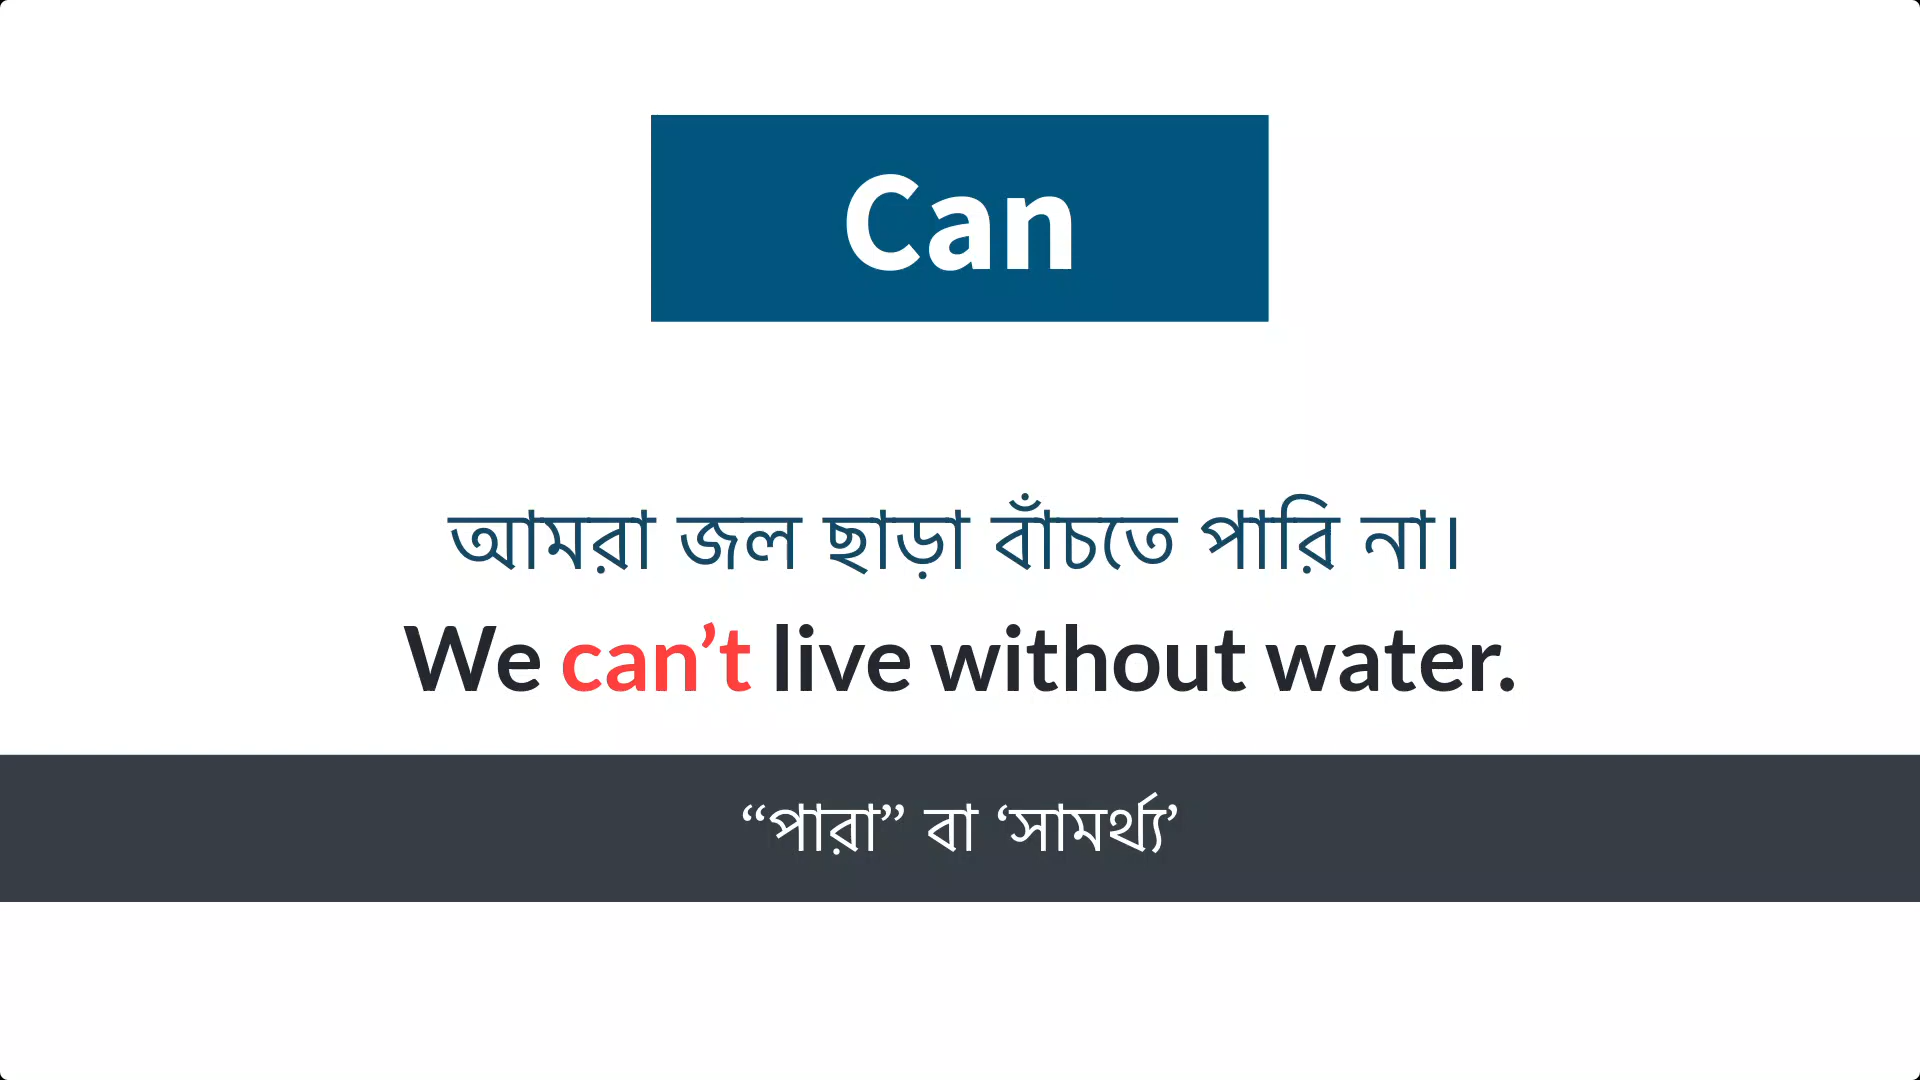 Can
আমরা জল ছাড়া বাঁচতে পারি না।
We can’t live without water.
“পারা” বা ‘সামর্থ্য’